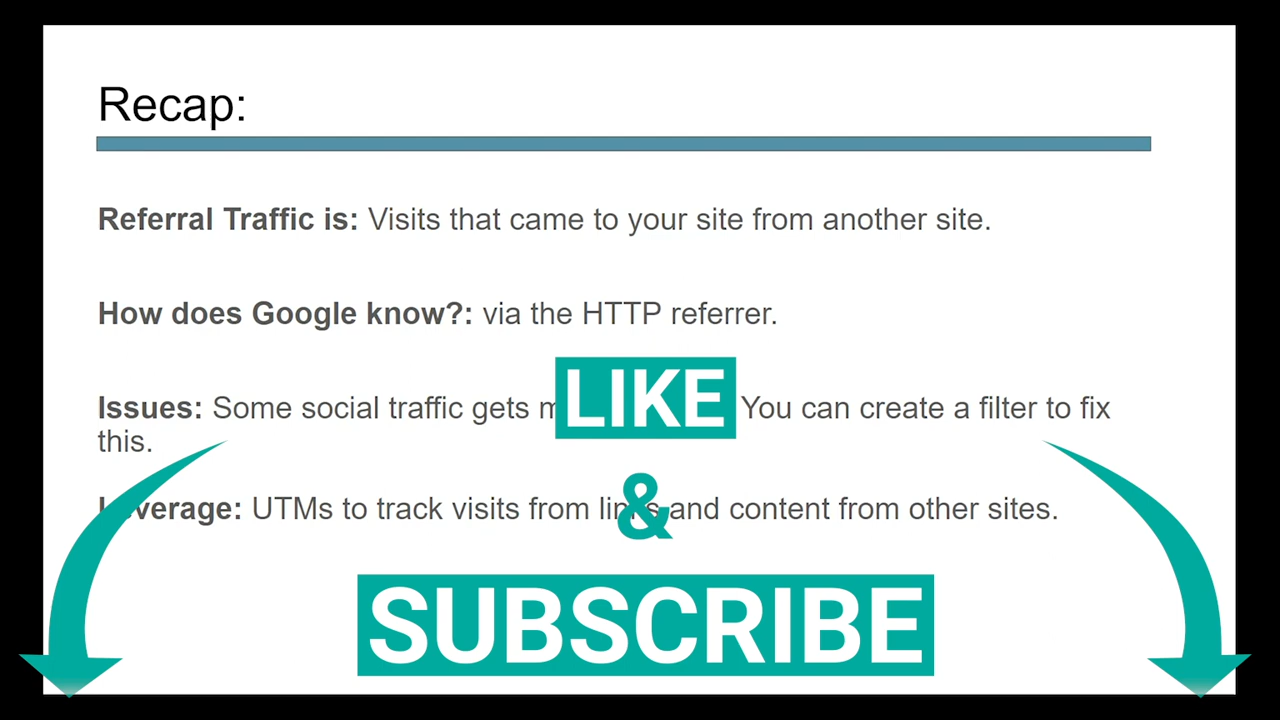 Recap:
Referral Traffic is: Visits that came to your site from another site.
How does Google know?: via the HTTP referrer.
Issues: Some social traffic gets You can create a filter to fix
this.
LIKE
UTMs to track visits from and content from other sites.
&
SUBSCRIBE